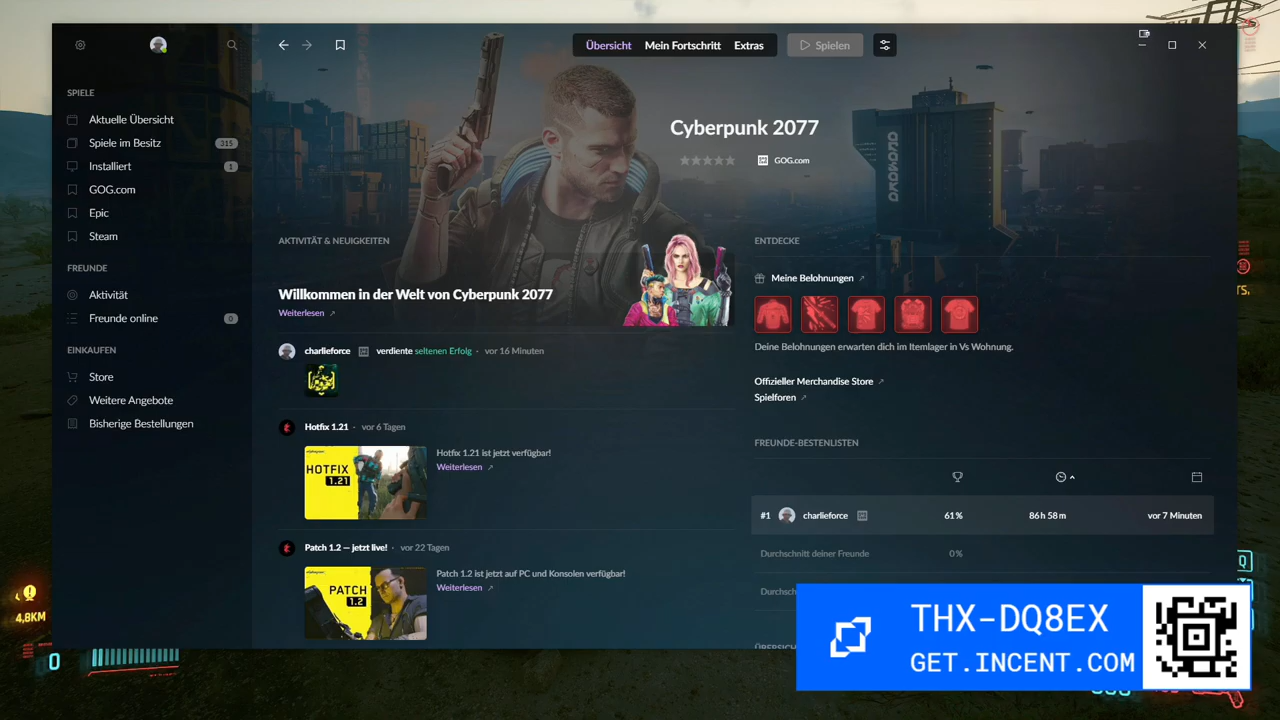 Übersicht
Mein Fortschritt
Extras
Spielen
SPIELE
Aktuelle Übersicht
Spiele im Besitz
315
Installiert
1
GOG.com
Epic
Steam
FREUNDE
Aktivität
Freunde online
0
EINKAUFEN
Store
Weitere Angebote
Bisherige Bestellungen
Cyberpunk 2077
GOG.com
AKTIVITÄT & NEUIGKEITEN
Willkommen in der Welt von Cyberpunk 2077
Weiterlesen
charlieforce verdiente seltenen Erfolg · vor 16 Minuten
Hotfix 1.21 · vor 6 Tagen
HOTFIX
1.21
Hotfix 1.21 ist jetzt verfügbar!
Weiterlesen
Patch 1.2 — jetzt live! · vor 22 Tagen
PATCH
1.2
Patch 1.2 ist jetzt auf PC und Konsolen verfügbar!
Weiterlesen
ENTDECKE
Meine Belohnungen
Deine Belohnungen erwarten dich im Itemlager in Vs Wohnung.
Offizieller Merchandise Store
Spielforen
FREUNDE-BESTENLISTEN
#1 charlieforce 61 % 86 h 58 m vor 7 Minuten
Durchschnitt deiner Freunde 0 %
4,8KM
0
TS.
Q
THX-DQ8EX
GET.INCENT.COM